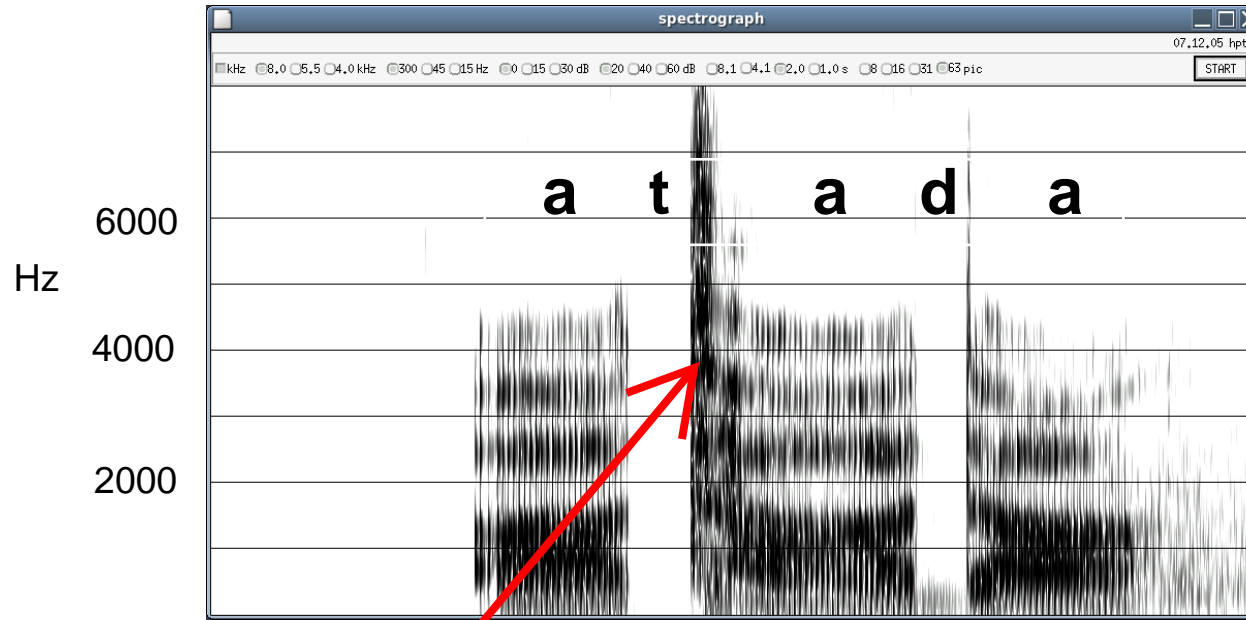 spectrograph
07.12.05 hpt
kHz 8.0 5.5 4.0 kHz 300 45 15 Hz 0 15 30 dB 20 40 60 dB 8.1 4.1 2.0 1.0 s 8 16 31 63 pic START
a t a d a
6000
Hz
4000
2000